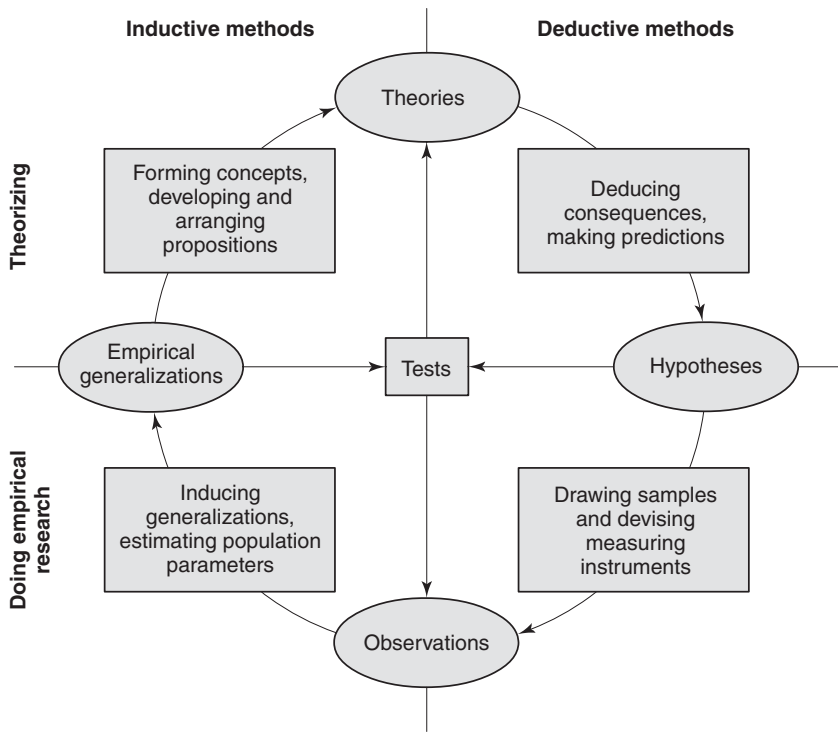 Inductive methods
Deductive methods
Theories
Theorizing
Forming concepts,
developing and
arranging
propositions
Deducing
consequences,
making predictions
Empirical
generalizations
Tests
Hypotheses
Doing empirical
research
Inducing
generalizations,
estimating population
parameters
Drawing samples
and devising
measuring
instruments
Observations